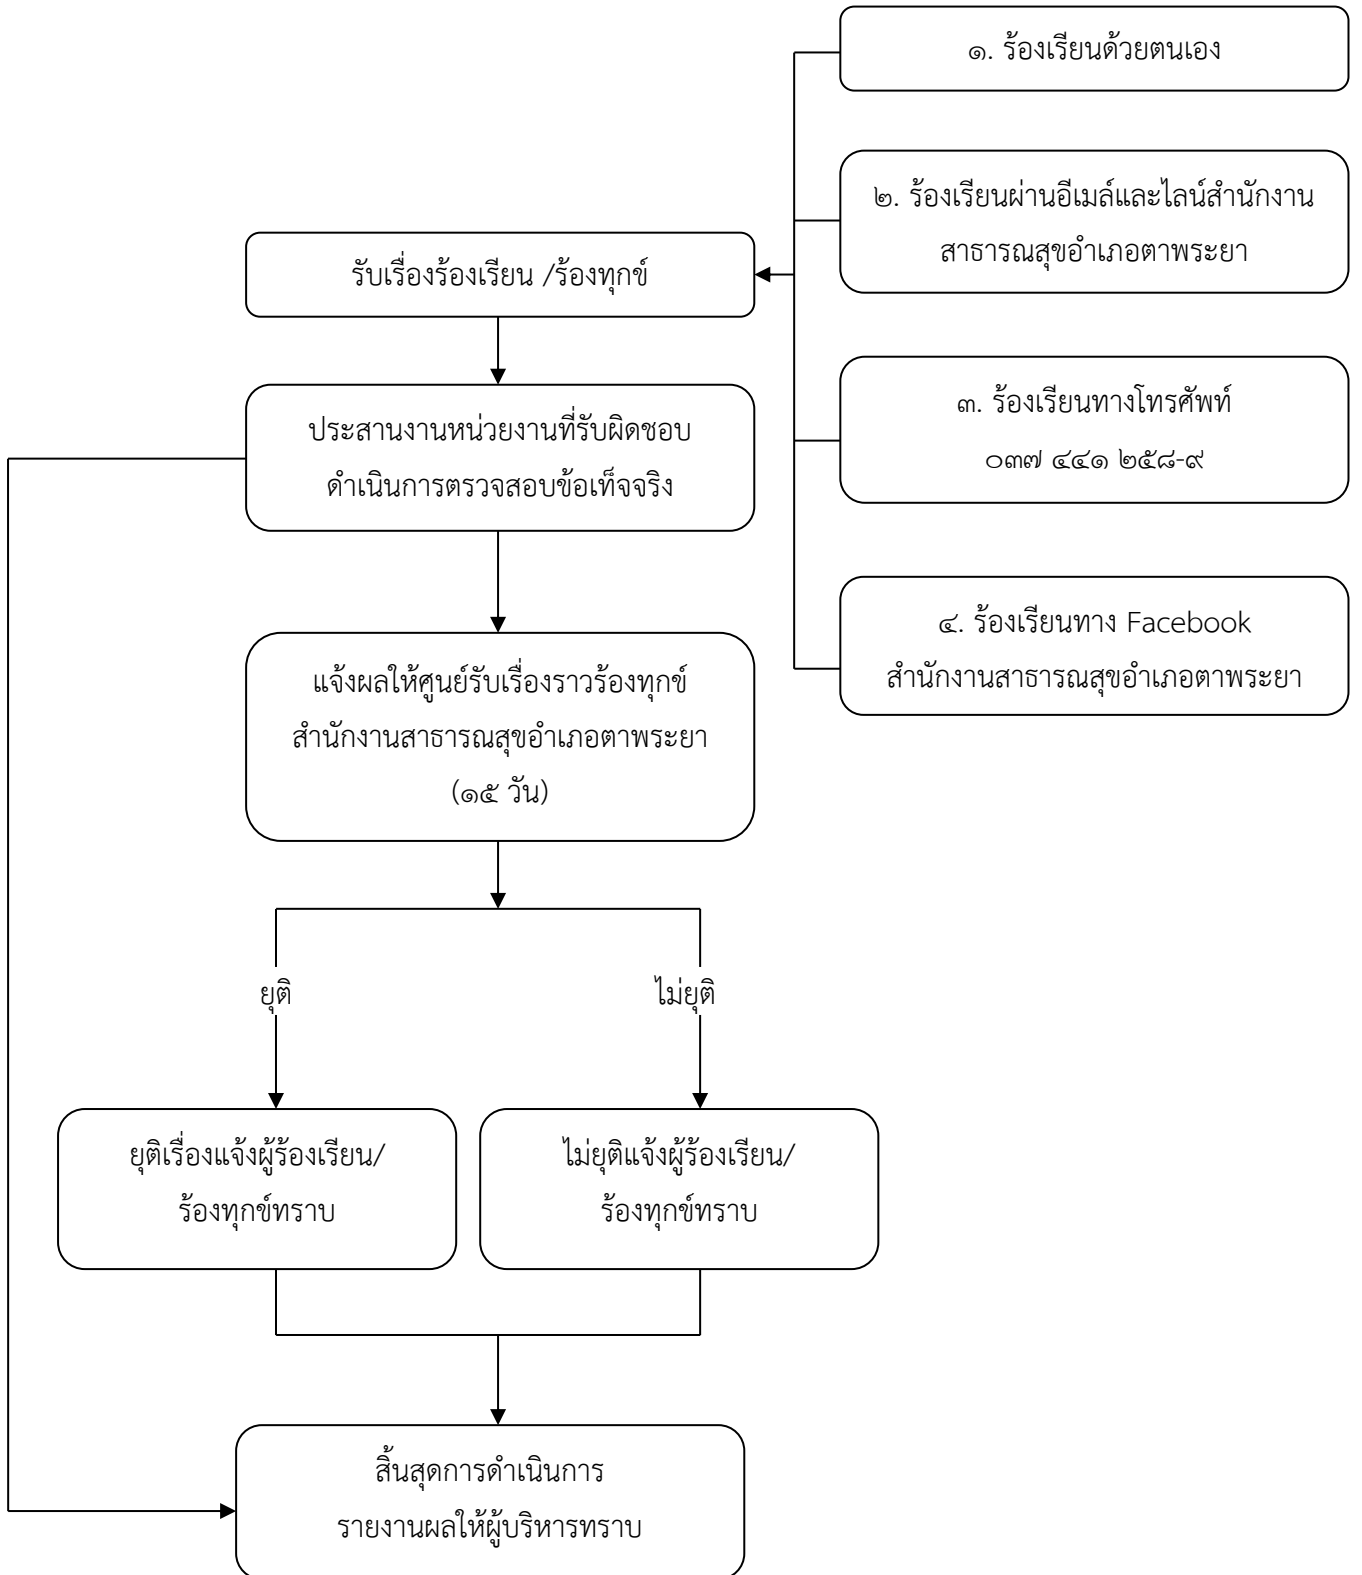 ๑. ร้องเรียนด้วยตนเอง
๒. ร้องเรียนผ่านอีเมล์และไลน์สำนักงาน
สาธารณสุขอำเภอตาพระยา
รับเรื่องร้องเรียน /ร้องทุกข์
๓. ร้องเรียนทางโทรศัพท์
๐๓๗ ๔๔๑ ๒๕๘-๙
ประสานงานหน่วยงานที่รับผิดชอบ
ดำเนินการตรวจสอบข้อเท็จจริง
๔. ร้องเรียนทาง Facebook
สำนักงานสาธารณสุขอำเภอตาพระยา
แจ้งผลให้ศูนย์รับเรื่องราวร้องทุกข์
สำนักงานสาธารณสุขอำเภอตาพระยา
(๑๕ วัน)
ยุติ
ไม่ยุติ
ยุติเรื่องแจ้งผู้ร้องเรียน/
ร้องทุกข์ทราบ
ไม่ยุติแจ้งผู้ร้องเรียน/
ร้องทุกข์ทราบ
สิ้นสุดการดำเนินการ
รายงานผลให้ผู้บริหารทราบ